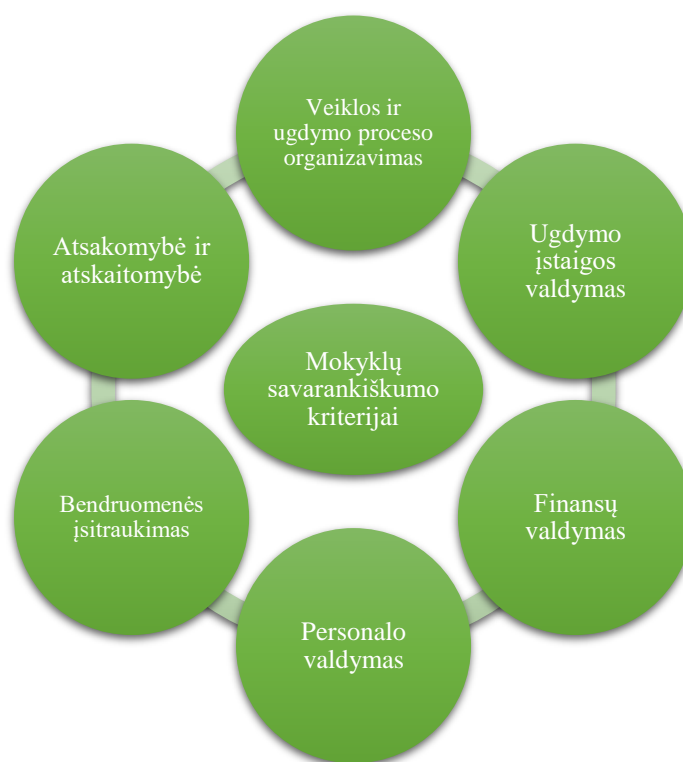 Veiklos ir
ugdymo proceso
organizavimas
Atsakomybė ir
atskaitomybė
Ugdymo
įstaigos
valdymas
Mokyklų
savarankiškumo
kriterijai
Bendruomenės
įsitraukimas
Finansų
valdymas
Personalo
valdymas